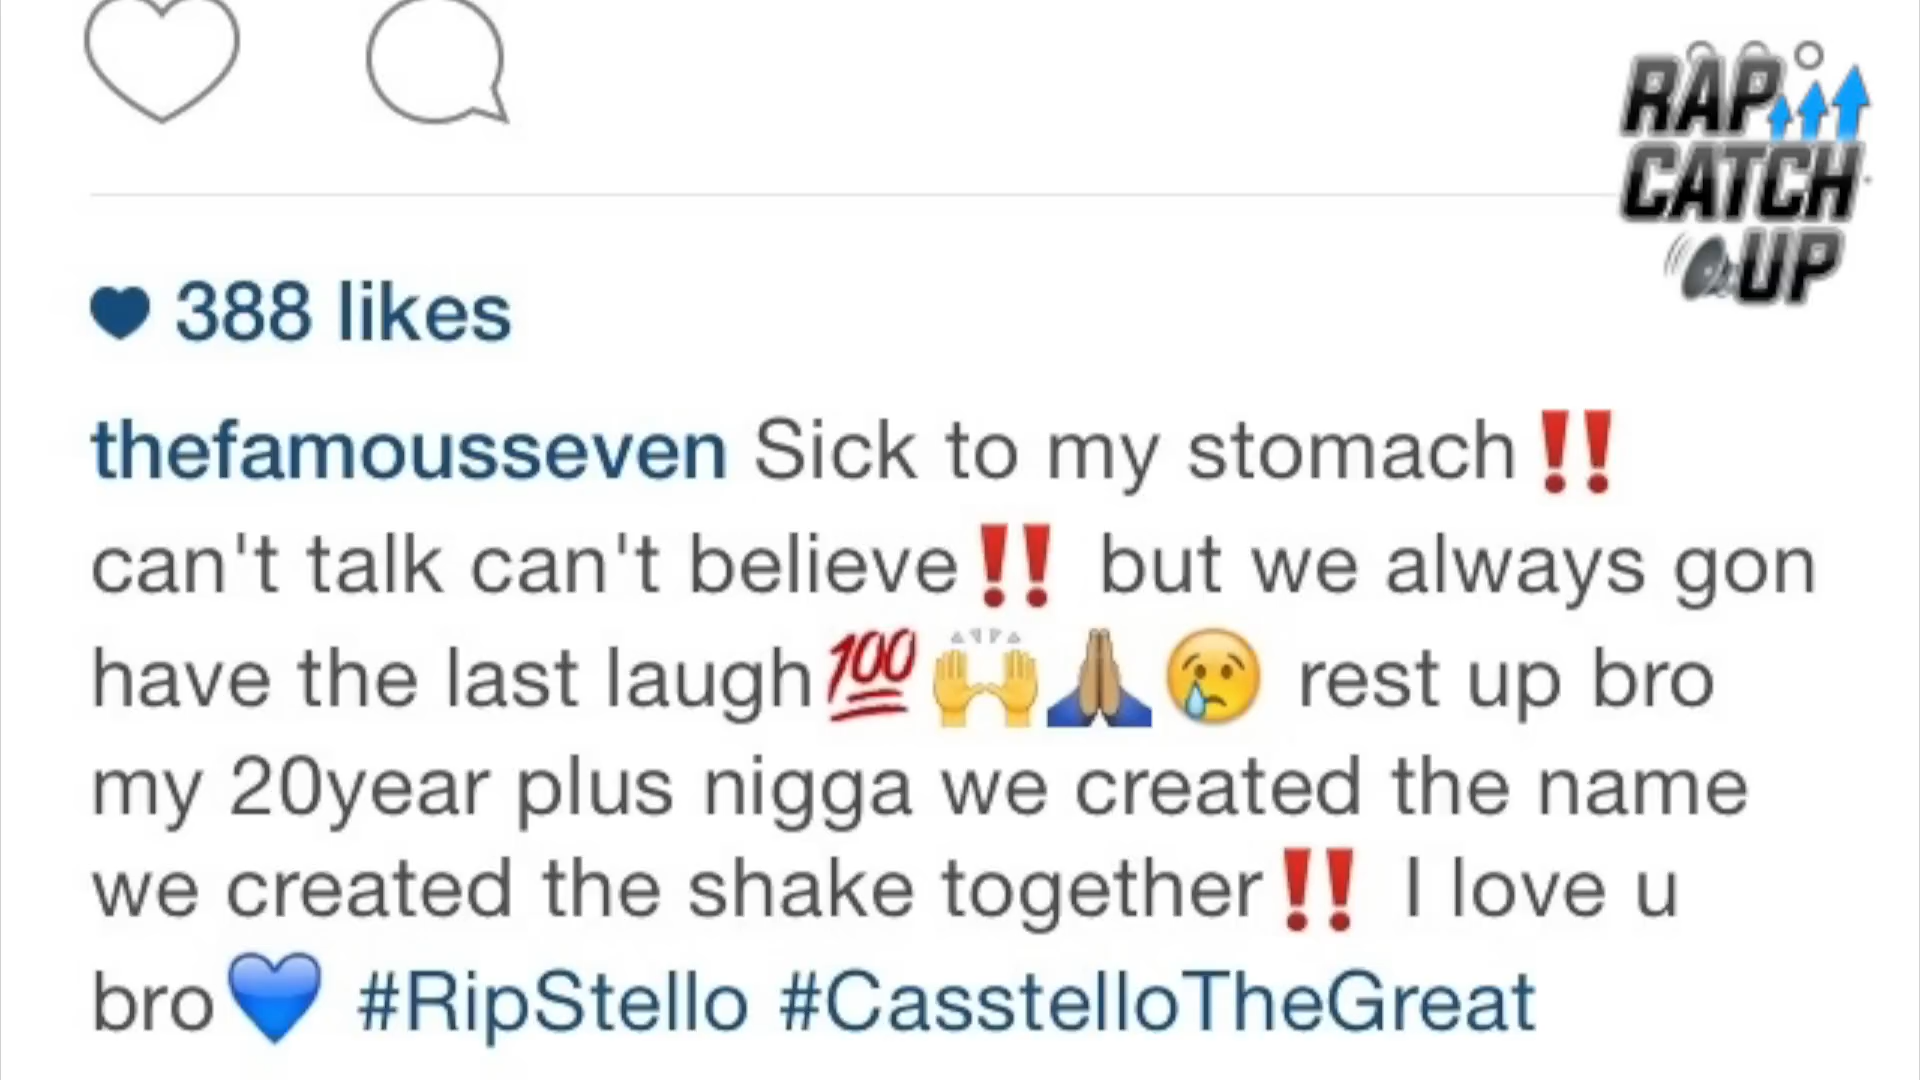 RAP
CATCH
UP
388 likes
thefamousseven Sick to my stomach‼️
can't talk can't believe‼️ but we always gon
have the last laugh💯🙌🙏🏽😢 rest up bro
my 20year plus nigga we created the name
we created the shake together‼️ I love u
bro💙 #RipStello #CasstelloTheGreat